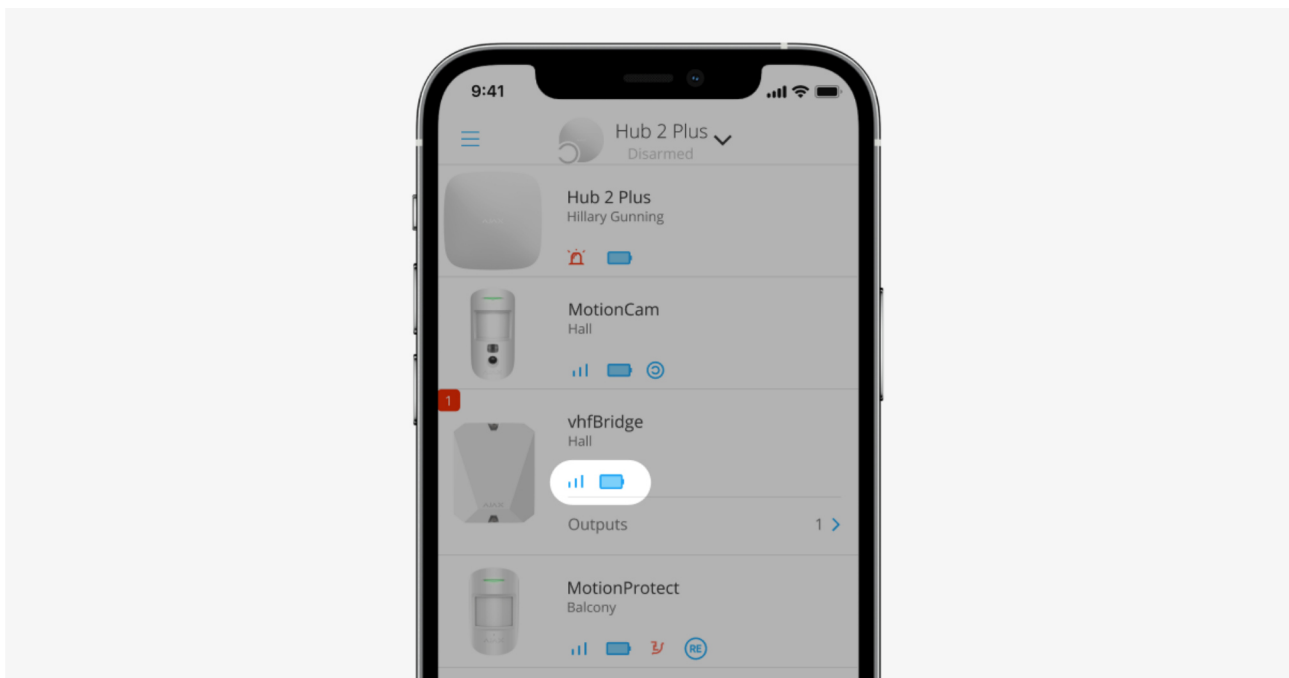 9:41
Hub 2 Plus
Disarmed
Hub 2 Plus
Hillary Gunning
MotionCam
Hall
1
vhfBridge
Hall
Outputs 1
MotionProtect
Balcony
RE